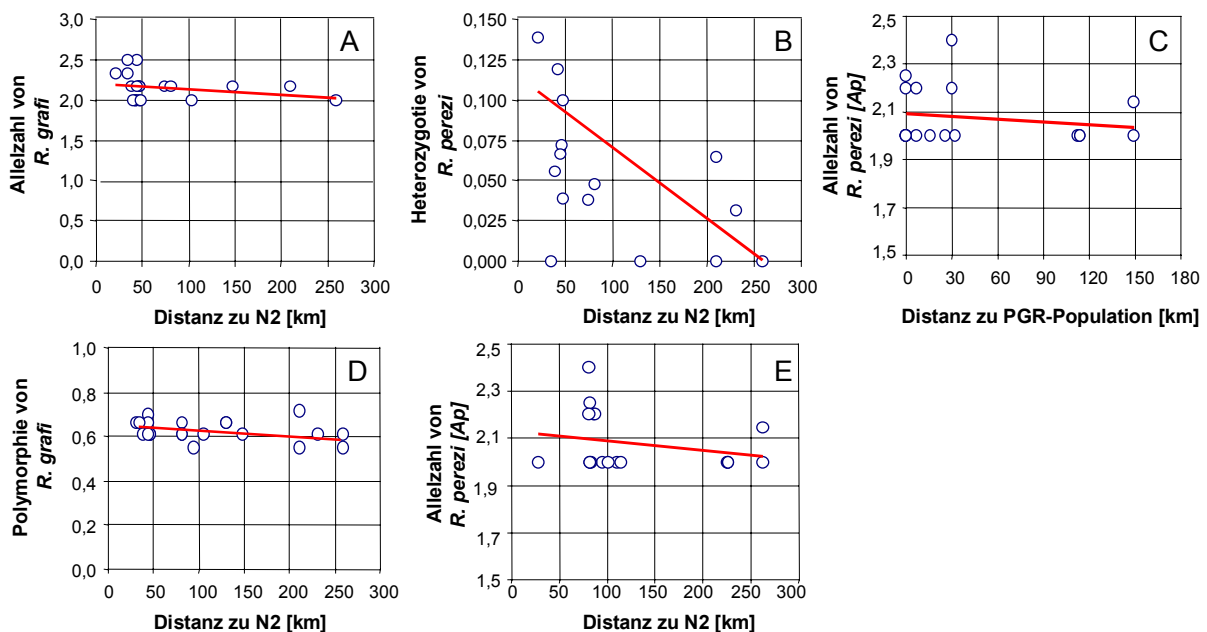 Allelzahl von
R. grafi
3,0
2,5
2,0
1,5
1,0
0,5
0,0
A
0 50 100 150 200 250 300
Distanz zu N2 [km]
Heterozygotie von
R. perezi
0,150
0,125
0,100
0,075
0,050
0,025
0,000
B
0 50 100 150 200 250 300
Distanz zu N2 [km]
Allelzahl von
R. perezi [Ap]
2,5
2,3
2,1
1,9
1,7
1,5
C
0 30 60 90 120 150 180
Distanz zu PGR-Population [km]
Polymorphie von
R. grafi
1,0
0,8
0,6
0,4
0,2
0,0
D
0 50 100 150 200 250 300
Distanz zu N2 [km]
Allelzahl von
R. perezi [Ap]
2,5
2,3
2,1
1,9
1,7
1,5
E
0 50 100 150 200 250 300
Distanz zu N2 [km]